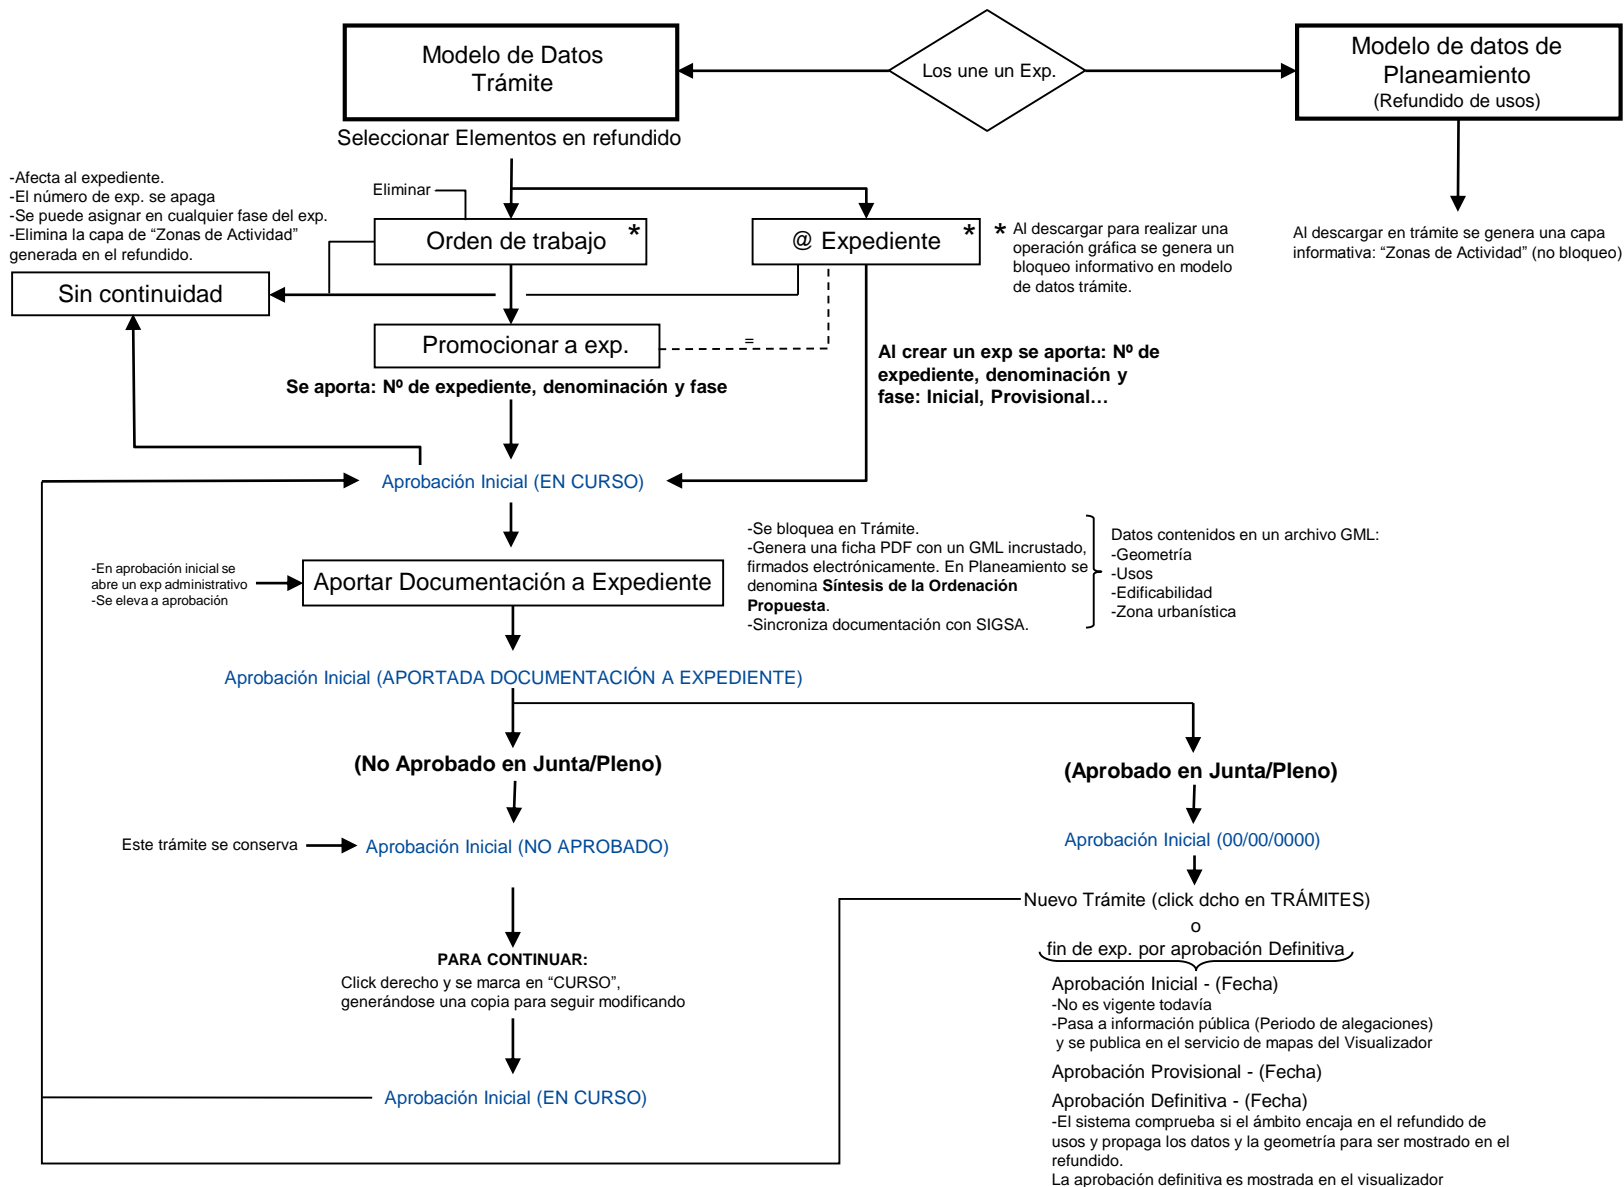 Modelo de Datos
Trámite
Los une un Exp.
Modelo de datos de
Planeamiento
(Refundido de usos)
Seleccionar Elementos en refundido
-Afecta al expediente.
-El número de exp. se apaga
-Se puede asignar en cualquier fase del exp.
-Elimina la capa de “Zonas de Actividad”
generada en el refundido.
Eliminar
Orden de trabajo *
@ Expediente *
* Al descargar para realizar una
operación gráfica se genera un
bloqueo informativo en modelo
de datos trámite.
Al descargar en trámite se genera una capa
informativa: “Zonas de Actividad” (no bloqueo)
Sin continuidad
Promocionar a exp.
=
Se aporta: Nº de expediente, denominación y fase
Al crear un exp se aporta: Nº de
expediente, denominación y
fase: Inicial, Provisional…
Aprobación Inicial (EN CURSO)
-En aprobación inicial se
abre un exp administrativo
-Se eleva a aprobación
Aportar Documentación a Expediente
-Se bloquea en Trámite.
-Genera una ficha PDF con un GML incrustado,
firmados electrónicamente. En Planeamiento se
denomina Síntesis de la Ordenación
Propuesta.
-Sincroniza documentación con SIGSA.
Datos contenidos en un archivo GML:
-Geometría
-Usos
-Edificabilidad
-Zona urbanística
Aprobación Inicial (APORTADA DOCUMENTACIÓN A EXPEDIENTE)
(No Aprobado en Junta/Pleno)
(Aprobado en Junta/Pleno)
Este trámite se conserva
Aprobación Inicial (NO APROBADO)
Aprobación Inicial (00/00/0000)
Nuevo Trámite (click dcho en TRÁMITES)
o
fin de exp. por aprobación Definitiva
PARA CONTINUAR:
Click derecho y se marca en “CURSO”,
generándose una copia para seguir modificando
Aprobación Inicial (EN CURSO)
Aprobación Inicial - (Fecha)
-No es vigente todavía
-Pasa a información pública (Periodo de alegaciones)
y se publica en el servicio de mapas del Visualizador
Aprobación Provisional - (Fecha)
Aprobación Definitiva - (Fecha)
-El sistema comprueba si el ámbito encaja en el refundido de
usos y propaga los datos y la geometría para ser mostrado en el
refundido.
La aprobación definitiva es mostrada en el visualizador